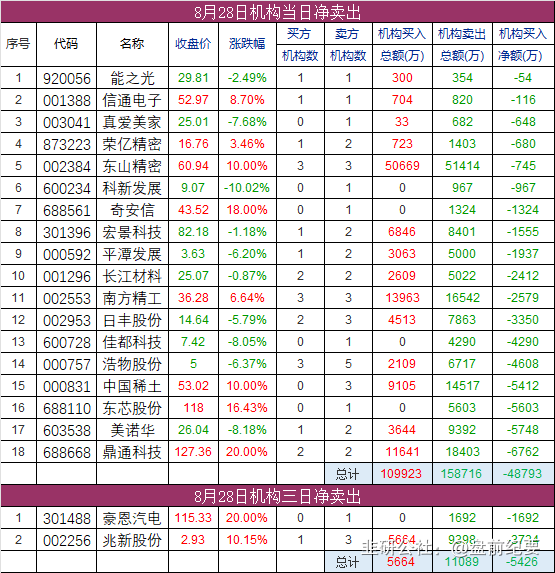 8月28日机构当日净卖出
序号 代码 名称 收盘价 涨跌幅 买方机构数 卖方机构数 机构买入总额(万) 机构卖出总额(万) 机构买入净额(万)
1 920056 能之光 29.81 -2.49% 1 1 300 354 -54
2 001388 信通电子 52.97 8.70% 1 1 704 820 -116
3 003041 真爱美家 25.01 -7.68% 0 1 33 682 -648
4 873223 荣亿精密 16.76 3.46% 1 2 723 1403 -680
5 002384 东山精密 60.94 10.00% 3 3 50669 51414 -745
6 600234 科新发展 9.07 -10.02% 0 1 0 967 -967
7 688561 奇安信 43.52 18.00% 0 1 0 1324 -1324
8 301396 宏景科技 82.18 -1.18% 1 2 6846 8401 -1555
9 000592 平潭发展 3.63 -6.20% 1 2 3063 5000 -1937
10 001296 长江材料 25.07 -0.87% 2 2 2609 5022 -2412
11 002553 南方精工 36.28 6.64% 3 3 13963 16542 -2579
12 002953 日丰股份 14.64 -5.79% 2 3 4513 7863 -3350
13 600728 佳都科技 7.42 -8.05% 0 1 0 4290 -4290
14 000757 浩物股份 5 -6.37% 3 5 2109 6717 -4608
15 000831 中国稀土 53.02 10.00% 0 3 9105 14517 -5412
16 688110 东芯股份 118 16.43% 0 1 0 5603 -5603
17 603538 美诺华 26.04 -8.18% 1 2 3644 9392 -5748
18 688668 鼎通科技 127.36 20.00% 2 2 11641 18403 -6762
总计 109923 158716 -48793
8月28日机构三日净卖出
1 301488 豪恩汽电 115.33 20.00% 0 1 0 1692 -1692
2 002256 兆新股份 2.93 10.15% 1 3 5664 9398 -3734
总计 5664 11089 -5426
韭研公社：@盘前纪要